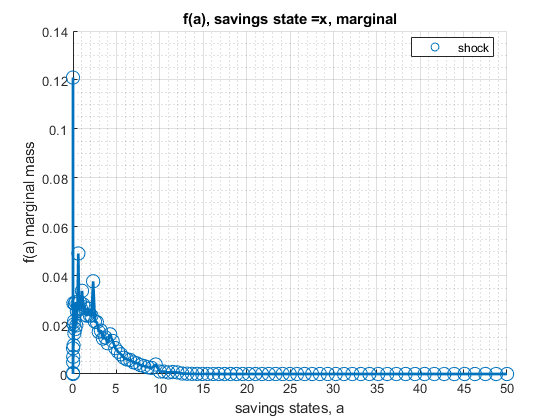 f(a), savings state =x, marginal
shock
f(a) marginal mass
0.14
0.12
0.1
0.08
0.06
0.04
0.02
0
0 5 10 15 20 25 30 35 40 45 50
savings states, a